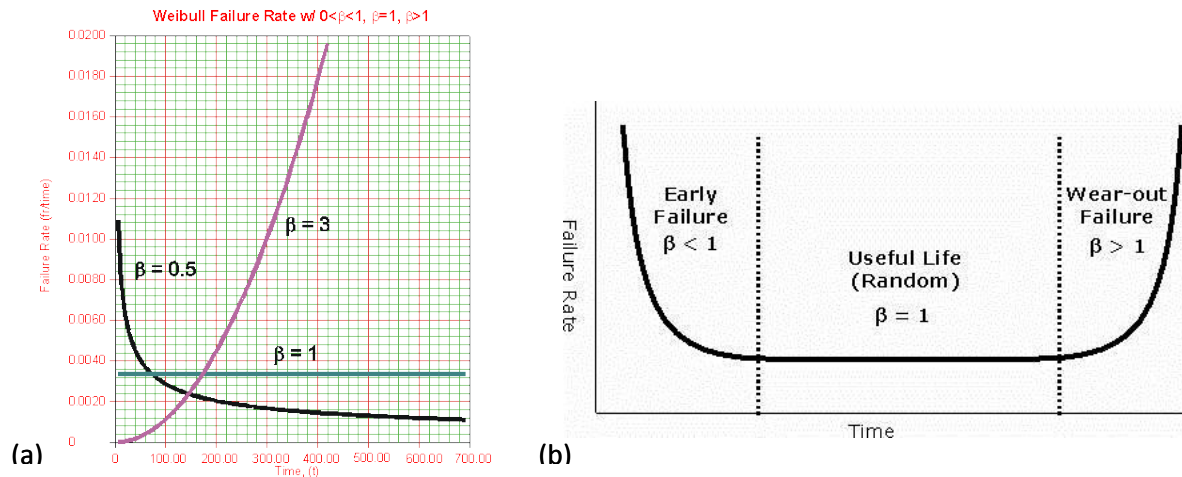 Weibull Failure Rate w/ 0<β<1, β=1, β>1
0.0200
0.0180
0.0160
0.0140
0.0120
0.0100
0.0080
0.0060
0.0040
0.0020
0
Failure Rate (fr/time)
β = 0.5
β = 3
β = 1
0
100.00
200.00
300.00
400.00
500.00
600.00
700.00
Time, (t)
(a)
Failure Rate
Early
Failure
β < 1
Useful Life
(Random)
β = 1
Wear-out
Failure
β > 1
Time
(b)